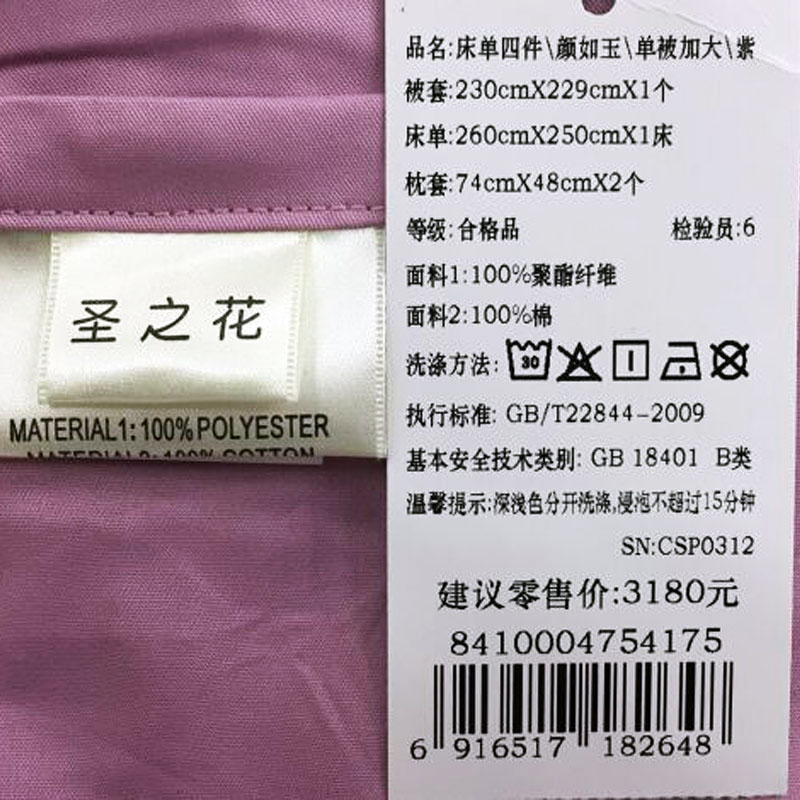 圣之花
MATERIAL1:100%POLYESTER
MATERIAL2:100%COTTON
品名:床单四件\颜如玉\单被加大\紫
被套:230cmX229cmX1个
床单:260cmX250cmX1床
枕套:74cmX48cmX2个
等级:合格品 检验员:6
面料1:100%聚酯纤维
面料2:100%棉
洗涤方法: 30
执行标准: GB/T22844-2009
基本安全技术类别: GB 18401 B类
温馨提示:深浅色分开洗涤,浸泡不超过15分钟
SN:CSP0312
建议零售价:3180元
8410004754175
6 916517 182648